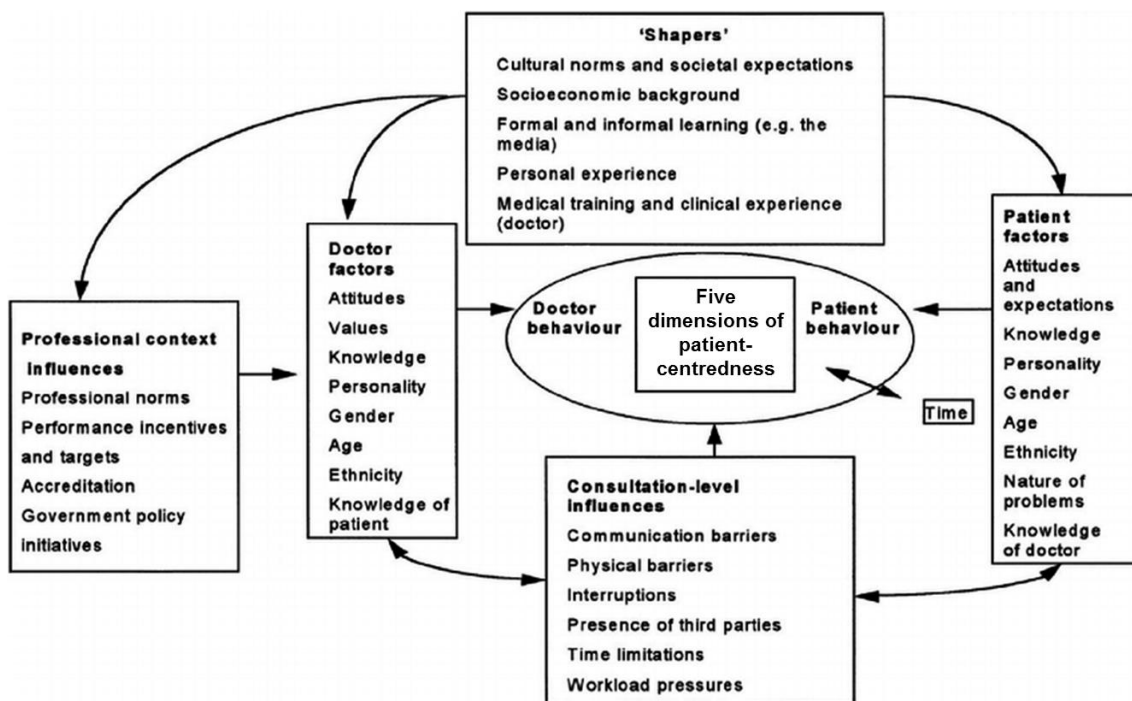 ‘Shapers’
Cultural norms and societal expectations
Socioeconomic background
Formal and informal learning (e.g. the
media)
Personal experience
Medical training and clinical experience
(doctor)
Professional context
influences
Professional norms
Performance incentives
and targets
Accreditation
Government policy
initiatives
Doctor
factors
Attitudes
Values
Knowledge
Personality
Gender
Age
Ethnicity
Knowledge of
patient
Doctor
behaviour
Five
dimensions of
patient-
centredness
Patient
behaviour
Time
Patient
factors
Attitudes
and
expectations
Knowledge
Personality
Gender
Age
Ethnicity
Nature of
problems
Knowledge
of doctor
Consultation-level
influences
Communication barriers
Physical barriers
Interruptions
Presence of third parties
Time limitations
Workload pressures